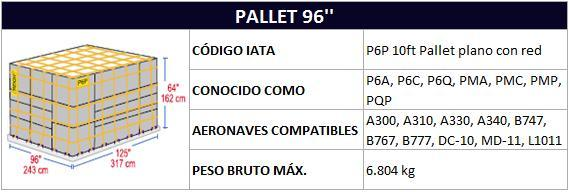 PALLET 96''
CÓDIGO IATA
P6P 10ft Pallet plano con red
CONOCIDO COMO
P6A, P6C, P6Q, PMA, PMC, PMP,
PQP
AERONAVES COMPATIBLES
A300, A310, A330, A340, B747,
B767, B777, DC-10, MD-11, L1011
PESO BRUTO MÁX.
6.804 kg
P6P
64"
162 cm
96"
243 cm
125"
317 cm